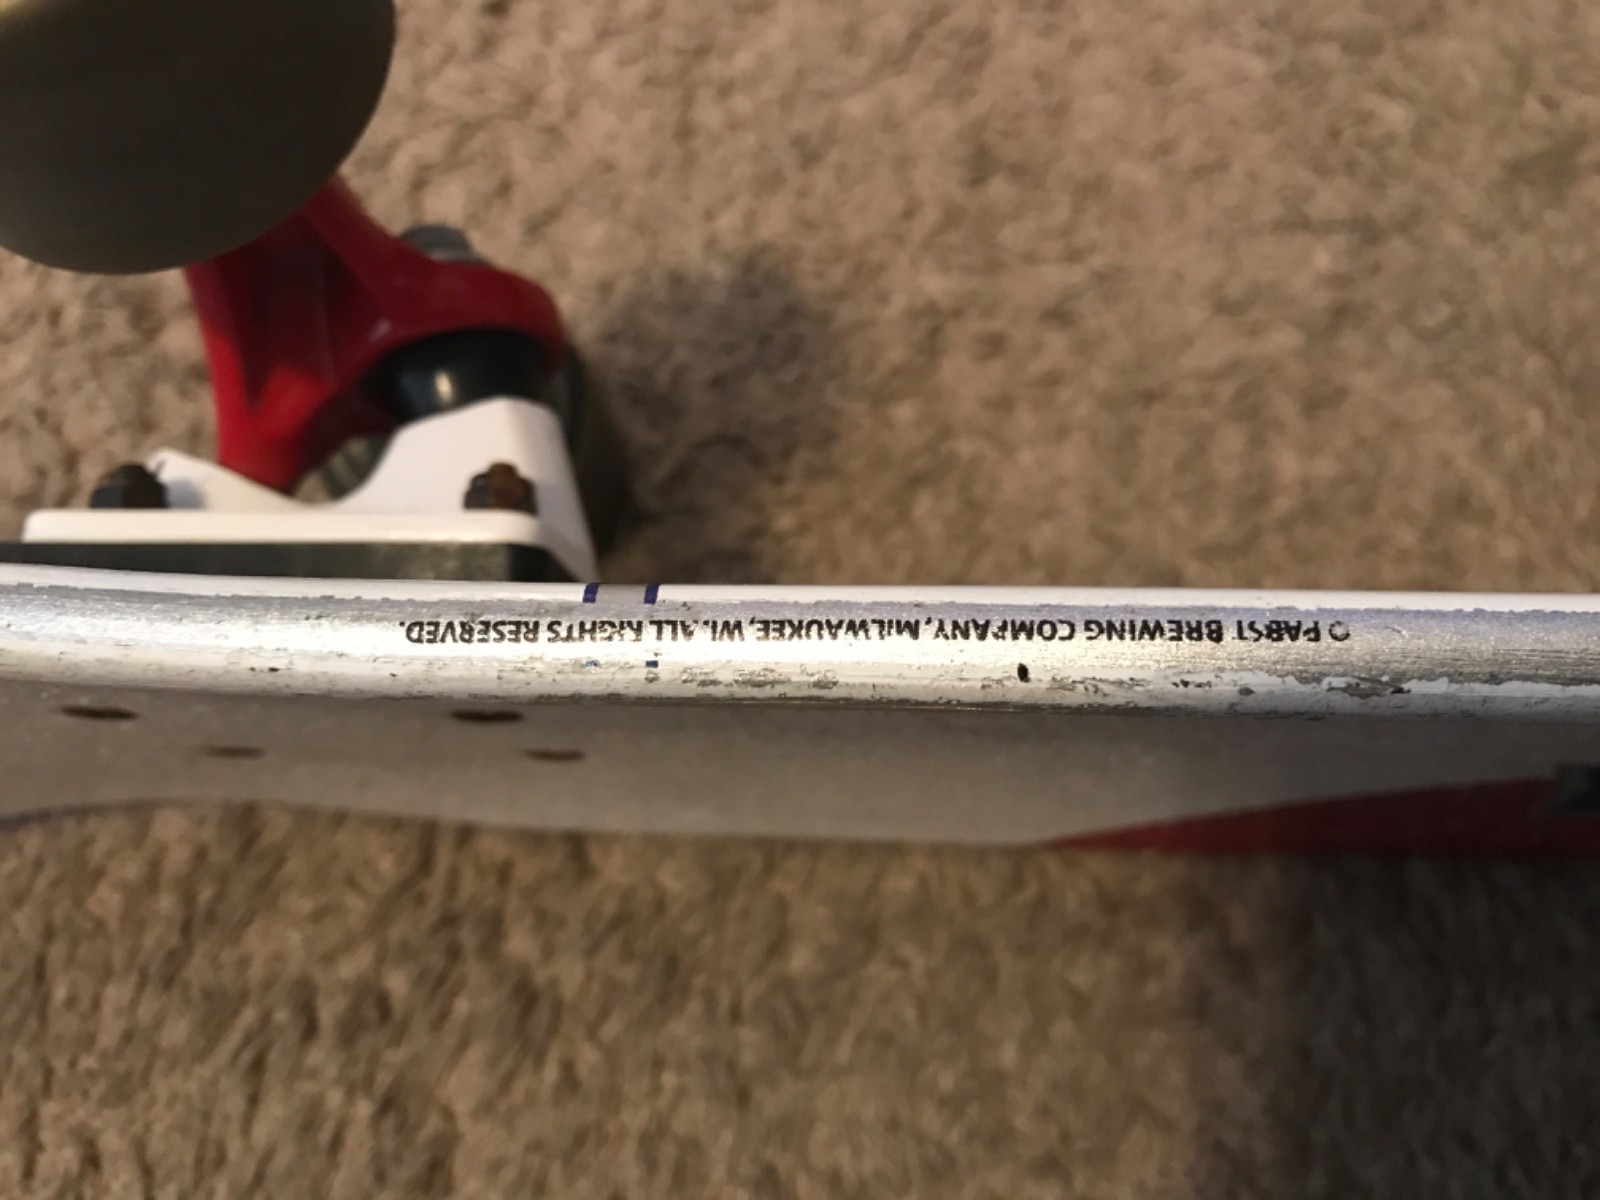 © PABST BREWING COMPANY, MILWAUKEE, WI. ALL RIGHTS RESERVED.